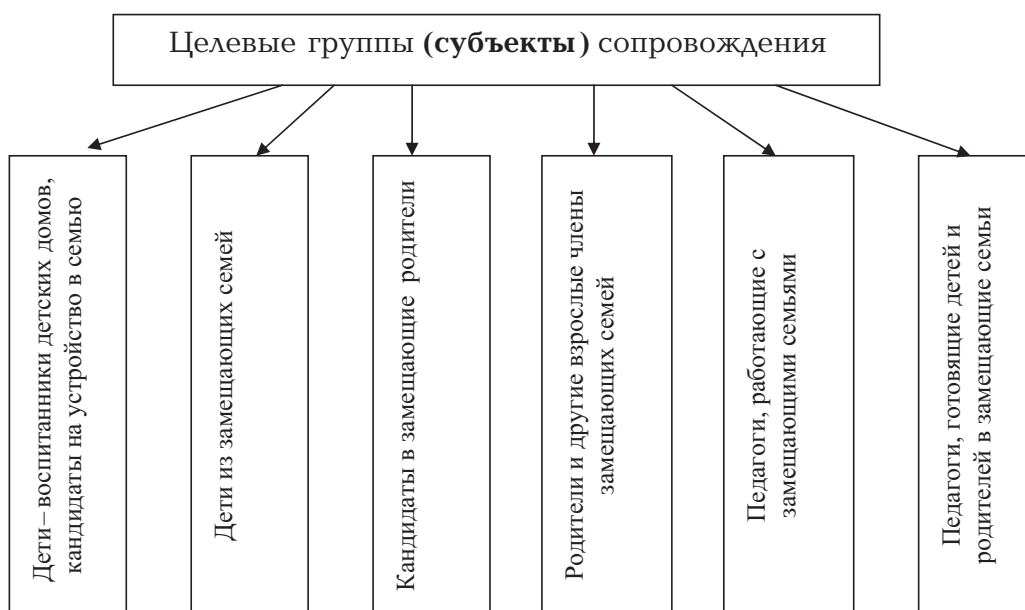 Целевые группы (субъекты) сопровождения
Дети–воспитанники детских домов,
кандидаты на устройство в семью
Дети из замещающих семей
Кандидаты в замещающие родители
Родители и другие взрослые члены
замещающих семей
Педагоги, работающие с
замещающими семьями
Педагоги, готовящие детей и
родителей в замещающие семьи